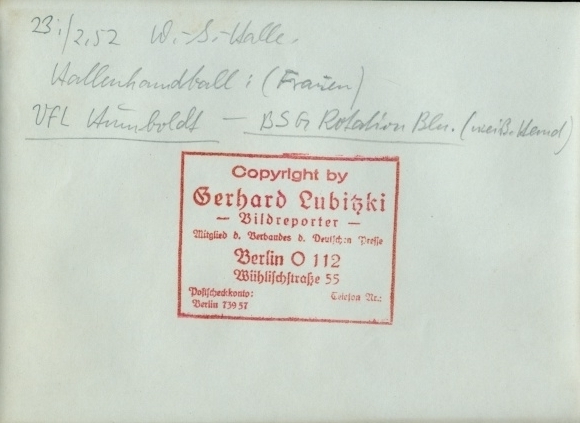 23./2.52 W.-S.-Halle.
Hallenhandball: (Frauen)
VFL Humboldt – BSG Rotation Bln. (weiß. Hemd)
Copyright by
Gerhard Lubitzki
– Bildreporter –
Mitglied d. Verbandes d. Deutschen Presse
Berlin O 112
Wühlischstraße 55
Postscheckkonto: Telefon Nr.:
Berlin 739 57